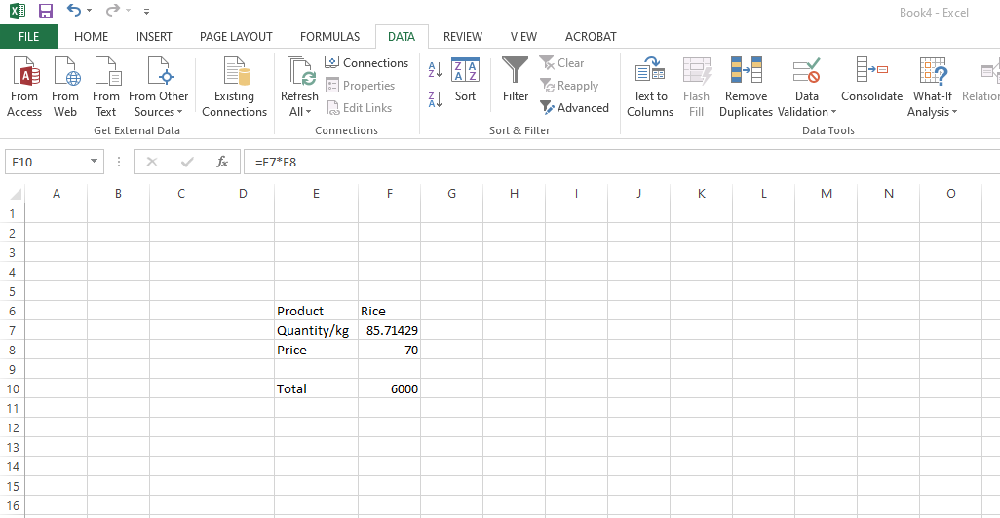 Book4 - Excel
FILE HOME INSERT PAGE LAYOUT FORMULAS DATA REVIEW VIEW ACROBAT
From Access
From Web
From Text
From Other Sources
Existing Connections
Get External Data
Refresh All
Connections
Properties
Edit Links
Connections
A Z
Z A
Z A A Z
Sort
Filter
Clear
Reapply
Advanced
Sort & Filter
Text to Columns
Flash Fill
Remove Duplicates
Data Validation
Consolidate
What-If Analysis
Relation
Data Tools
F10 fx =F7*F8
A B C D E F G H I J K L M N O
1
2
3
4
5
6 Product Rice
7 Quantity/kg 85.71429
8 Price 70
9
10 Total 6000
11
12
13
14
15
16